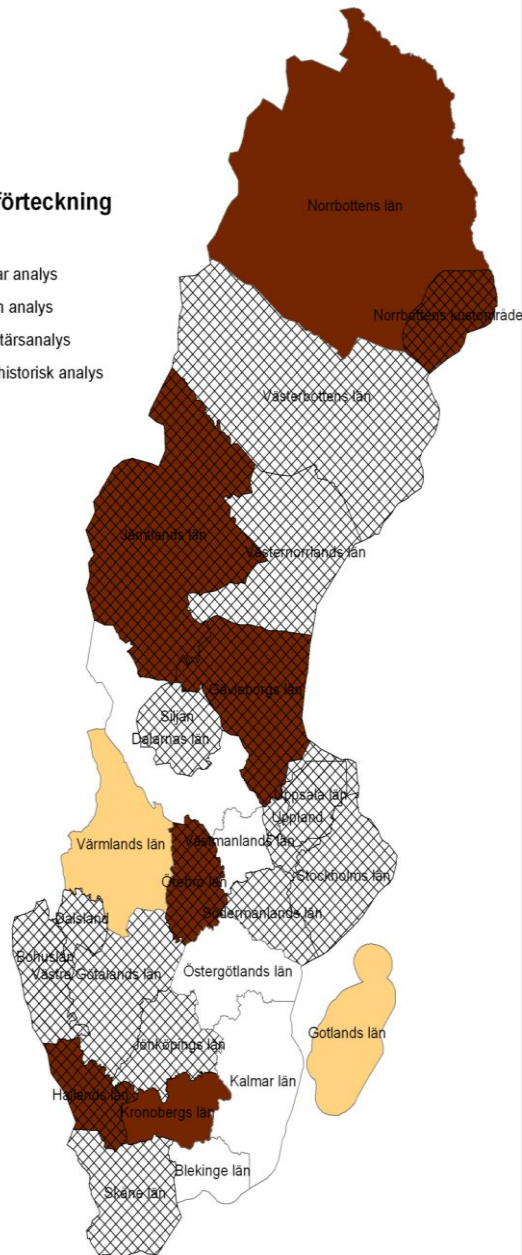 förteckning
analys
analys
historisk analys
Norrbottens län
Norrbottens kustområde
Västerbottens län
Jämtlands län
Västernorrlands län
Gävleborgs län
Siljan
Dalarnas län
Uppsala län
Uppland
Värmlands län
Västmanlands län
Örebro län
Stockholms län
Dalsland
Södermanlands län
Bohuslän
Västra Götalands län
Östergötlands län
Gotlands län
Jönköpings län
Kalmar län
Hallands län
Kronobergs län
Blekinge län
Skåne län